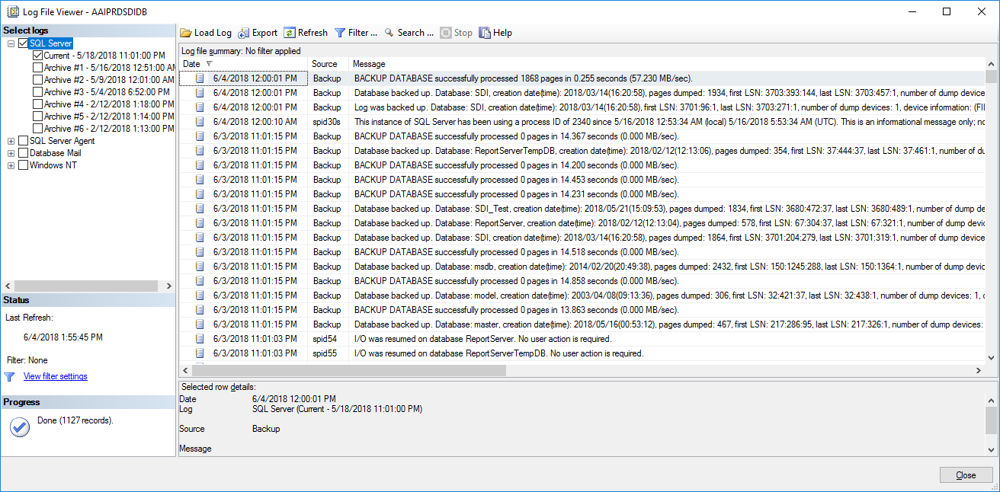 Log File Viewer - AAIPRDSDIDB
Select logs
SQL Server
Current - 5/18/2018 11:01:00 PM
Archive #1 - 5/16/2018 12:51:00 AM
Archive #2 - 5/9/2018 12:01:00 AM
Archive #3 - 5/4/2018 6:52:00 PM
Archive #4 - 2/12/2018 1:18:00 PM
Archive #5 - 2/12/2018 1:14:00 PM
Archive #6 - 2/12/2018 1:13:00 PM
SQL Server Agent
Database Mail
Windows NT
Status
Last Refresh:
6/4/2018 1:55:45 PM
Filter: None
View filter settings
Progress
Done (1127 records).
Load Log Export Refresh Filter ... Search ... Stop Help
Log file summary: No filter applied
Date Source Message
6/4/2018 12:00:01 PM Backup BACKUP DATABASE successfully processed 1868 pages in 0.255 seconds (57.230 MB/sec).
6/4/2018 12:00:01 PM Backup Database backed up. Database: SDI, creation date(time): 2018/03/14(16:20:58), pages dumped: 1934, first LSN: 3703:393:144, last LSN: 3703:457:1, number of dump devices
6/4/2018 12:00:01 PM Backup Log was backed up. Database: SDI, creation date(time): 2018/03/14(16:20:58), first LSN: 3701:96:1, last LSN: 3703:271:1, number of dump devices: 1, device information: (FI
6/4/2018 12:00:10 AM spid30s This instance of SQL Server has been using a process ID of 2340 since 5/16/2018 12:53:34 AM (local) 5/16/2018 5:53:34 AM (UTC). This is an informational message only; no
6/3/2018 11:01:15 PM Backup BACKUP DATABASE successfully processed 0 pages in 14.367 seconds (0.000 MB/sec).
6/3/2018 11:01:15 PM Backup Database backed up. Database: ReportServerTempDB, creation date(time): 2018/02/12(12:13:06), pages dumped: 354, first LSN: 37:444:37, last LSN: 37:461:1, number of du
6/3/2018 11:01:15 PM Backup BACKUP DATABASE successfully processed 0 pages in 14.200 seconds (0.000 MB/sec).
6/3/2018 11:01:15 PM Backup BACKUP DATABASE successfully processed 0 pages in 14.453 seconds (0.000 MB/sec).
6/3/2018 11:01:15 PM Backup BACKUP DATABASE successfully processed 0 pages in 14.231 seconds (0.000 MB/sec).
6/3/2018 11:01:15 PM Backup Database backed up. Database: SDI_Test, creation date(time): 2018/05/21(15:09:53), pages dumped: 1834, first LSN: 3680:472:37, last LSN: 3680:489:1, number of dump de
6/3/2018 11:01:15 PM Backup Database backed up. Database: ReportServer, creation date(time): 2018/02/12(12:13:04), pages dumped: 578, first LSN: 67:304:37, last LSN: 67:321:1, number of dump devic
6/3/2018 11:01:15 PM Backup Database backed up. Database: SDI, creation date(time): 2018/03/14(16:20:58), pages dumped: 1864, first LSN: 3701:204:279, last LSN: 3701:319:1, number of dump devices
6/3/2018 11:01:15 PM Backup BACKUP DATABASE successfully processed 0 pages in 14.518 seconds (0.000 MB/sec).
6/3/2018 11:01:15 PM Backup Database backed up. Database: msdb, creation date(time): 2014/02/20(20:49:38), pages dumped: 2432, first LSN: 150:1245:288, last LSN: 150:1364:1, number of dump devic
6/3/2018 11:01:15 PM Backup BACKUP DATABASE successfully processed 0 pages in 14.858 seconds (0.000 MB/sec).
6/3/2018 11:01:15 PM Backup Database backed up. Database: model, creation date(time): 2003/04/08(09:13:36), pages dumped: 306, first LSN: 32:421:37, last LSN: 32:438:1, number of dump devices: 1,
6/3/2018 11:01:15 PM Backup BACKUP DATABASE successfully processed 0 pages in 13.863 seconds (0.000 MB/sec).
6/3/2018 11:01:15 PM Backup Database backed up. Database: master, creation date(time): 2018/05/16(00:53:12), pages dumped: 467, first LSN: 217:286:95, last LSN: 217:326:1, number of dump devices:
6/3/2018 11:01:03 PM spid54 I/O was resumed on database ReportServer. No user action is required.
6/3/2018 11:01:03 PM spid55 I/O was resumed on database ReportServerTempDB. No user action is required.
Selected row details:
Date 6/4/2018 12:00:01 PM
Log SQL Server (Current - 5/18/2018 11:01:00 PM)
Source Backup
Message
Close